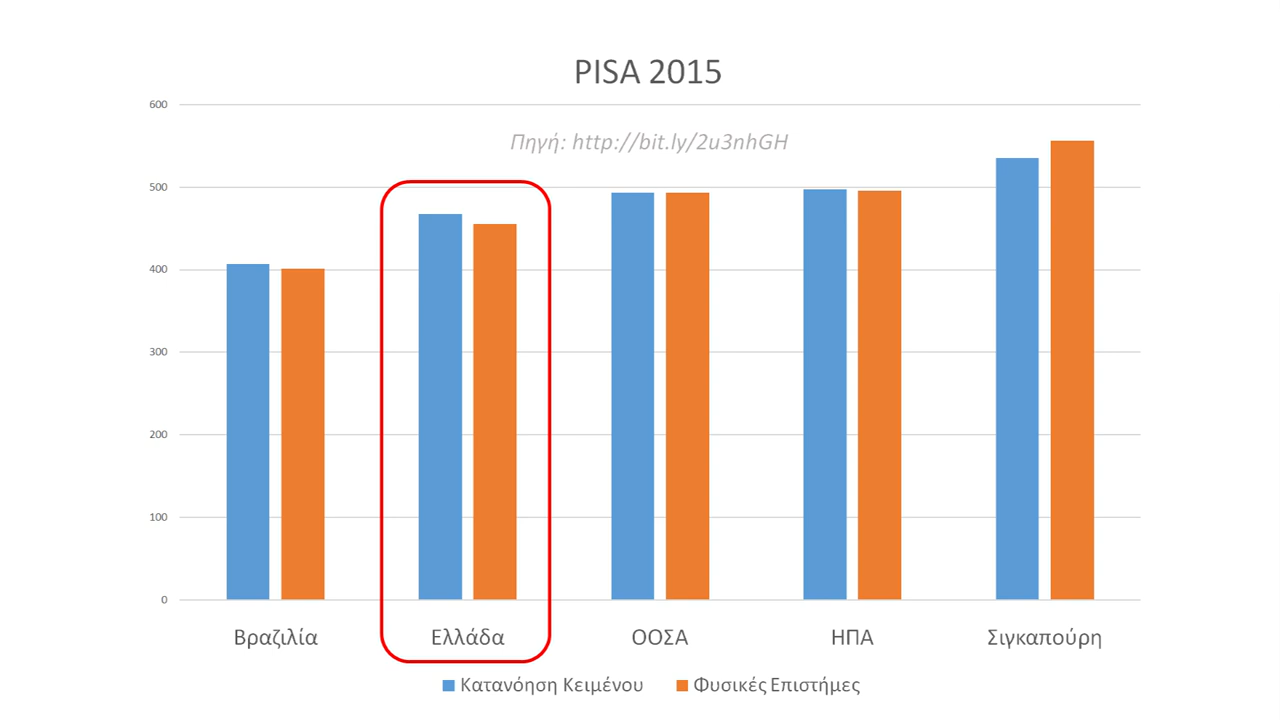 PISA 2015
Πηγή: http://bit.ly/2u3nhGH
600
500
400
300
200
100
0
Βραζιλία Ελλάδα ΟΟΣΑ ΗΠΑ Σιγκαπούρη
Κατανόηση Κειμένου Φυσικές Επιστήμες